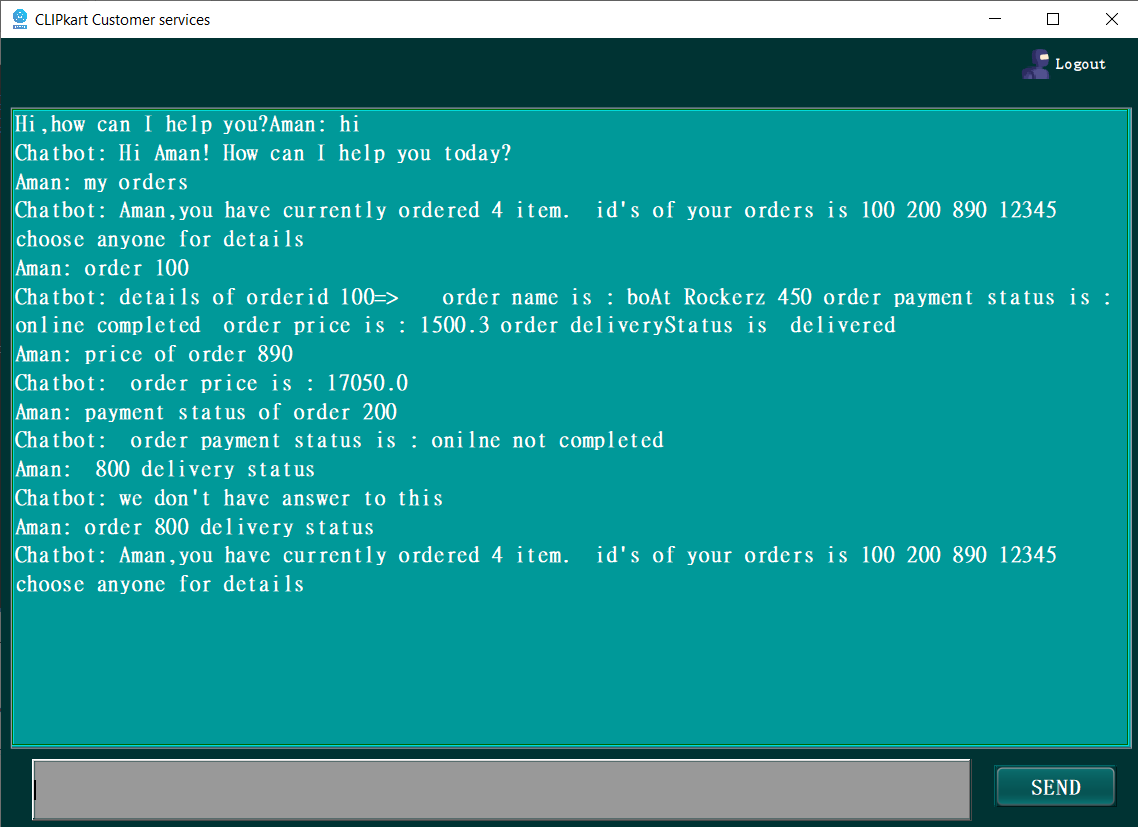 CLIPkart Customer services
Logout
Hi,how can I help you?Aman: hi
Chatbot: Hi Aman! How can I help you today?
Aman: my orders
Chatbot: Aman,you have currently ordered 4 item.  id's of your orders is 100 200 890 12345
choose anyone for details
Aman: order 100
Chatbot: details of orderid 100=>    order name is : boAt Rockerz 450 order payment status is :
online completed  order price is : 1500.3 order deliveryStatus is  delivered
Aman: price of order 890
Chatbot:  order price is : 17050.0
Aman: payment status of order 200
Chatbot:  order payment status is : onilne not completed
Aman:  800 delivery status
Chatbot: we don't have answer to this
Aman: order 800 delivery status
Chatbot: Aman,you have currently ordered 4 item.  id's of your orders is 100 200 890 12345
choose anyone for details
SEND